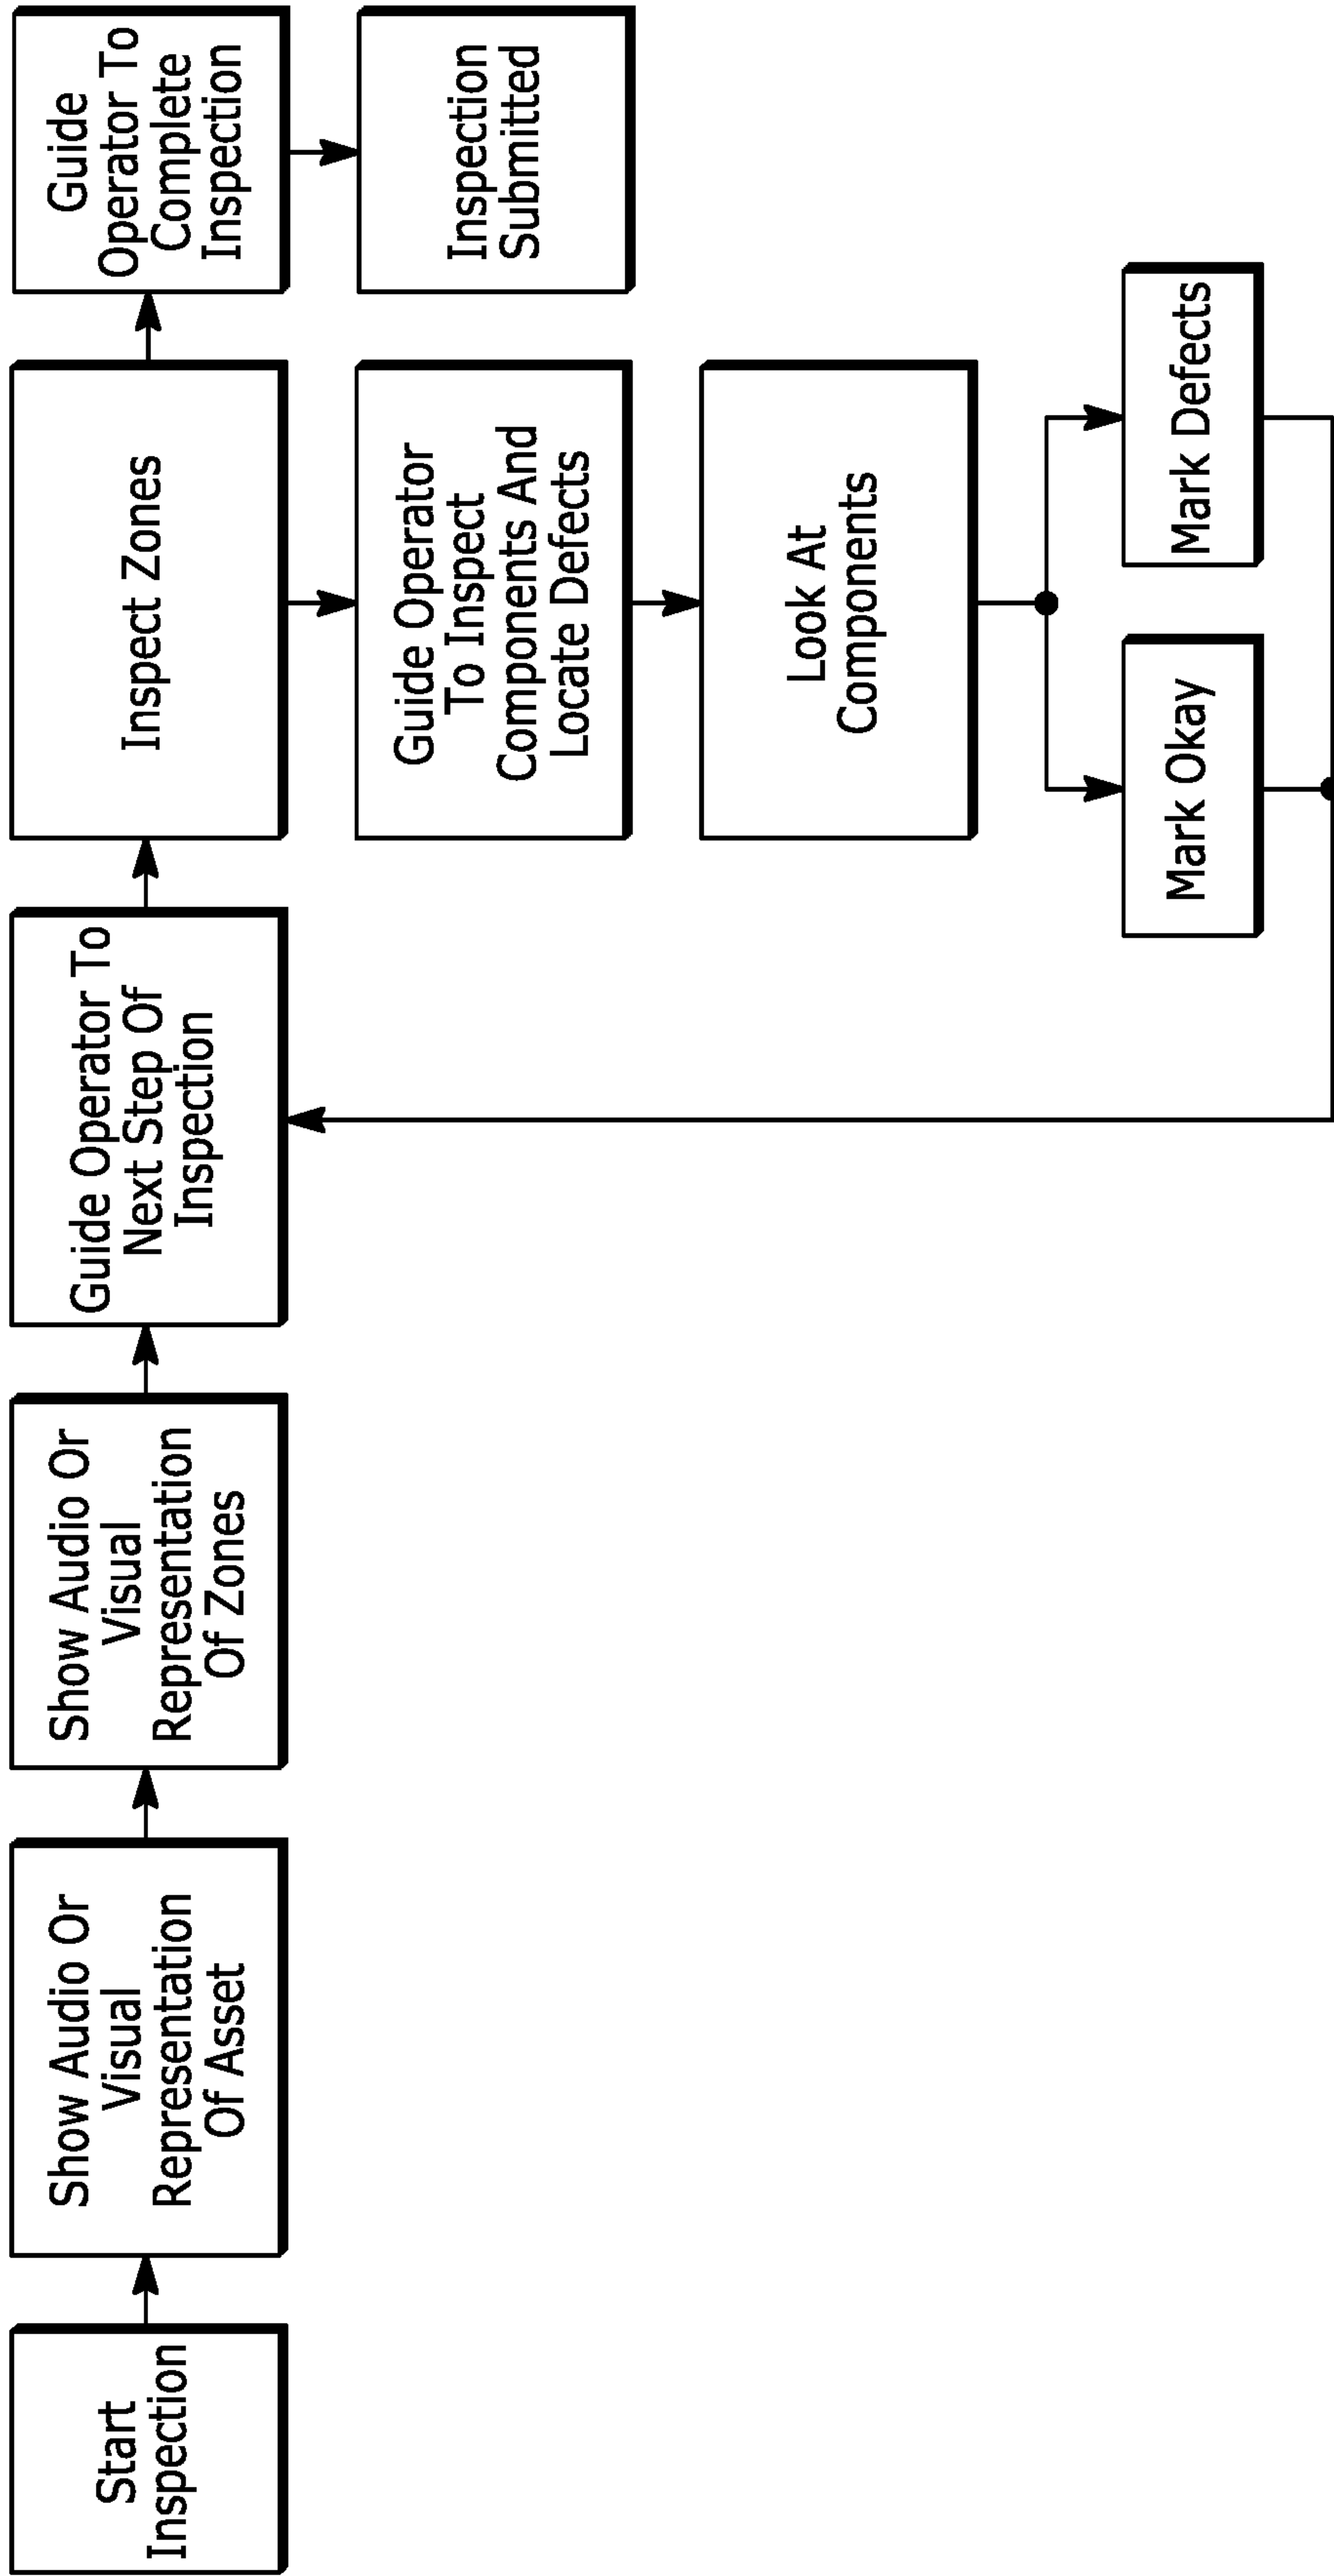 Start
Inspection
Show Audio Or
Visual
Representation
Of Asset
Show Audio Or
Visual
Representation
Of Zones
Guide Operator To
Next Step Of
Inspection
Inspect Zones
Guide
Operator To
Complete
Inspection
Inspection
Submitted
Guide Operator
To Inspect
Components And
Locate Defects
Look At
Components
Mark Okay
Mark Defects